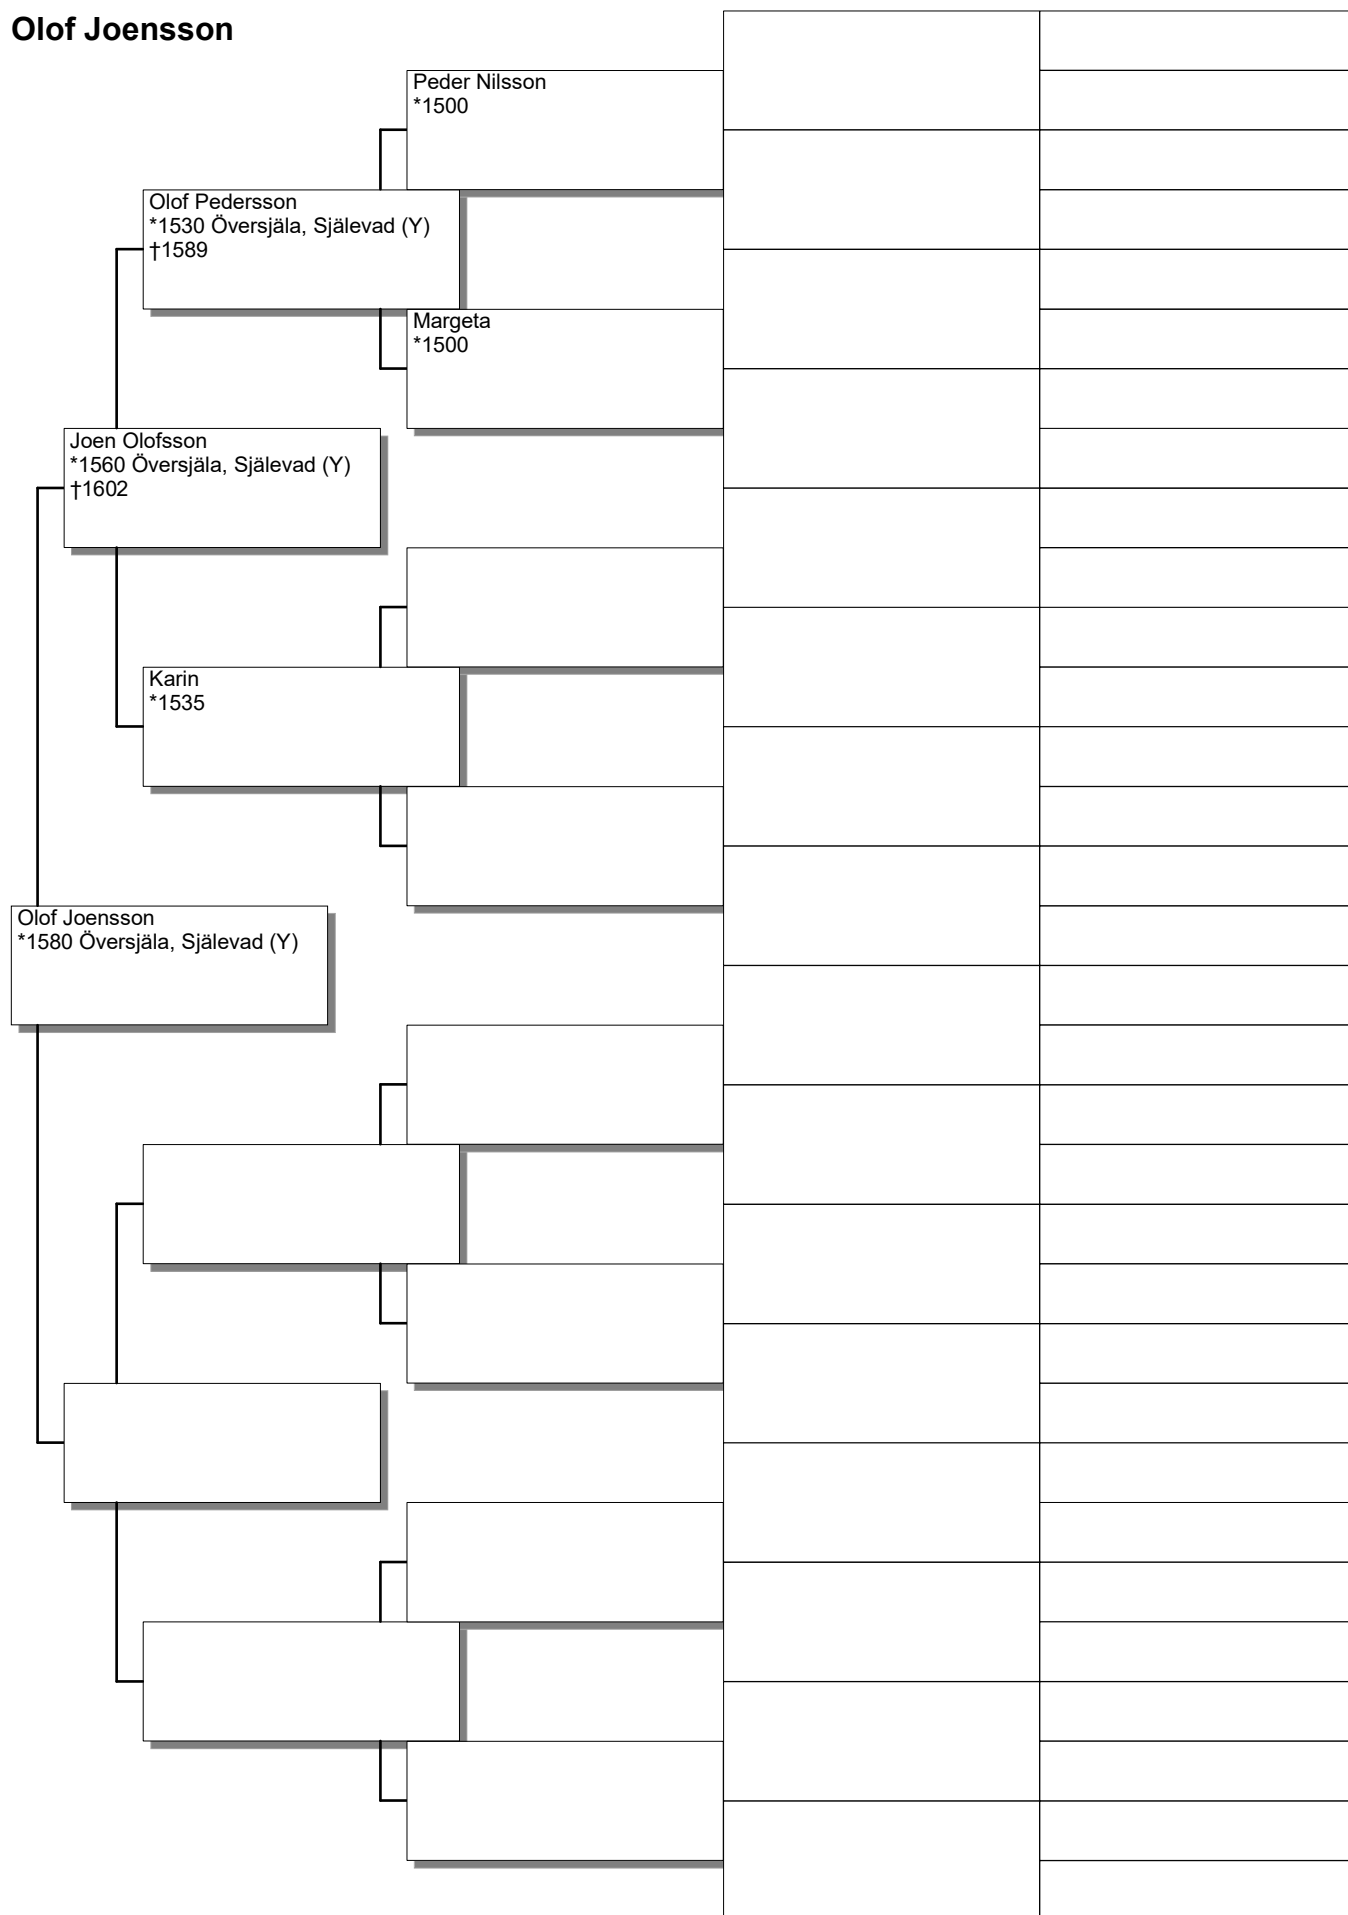 Olof Joensson
Peder Nilsson
*1500
Olof Pedersson
*1530 Översjäla, Själevad (Y)
†1589
Margeta
*1500
Joen Olofsson
*1560 Översjäla, Själevad (Y)
†1602
Karin
*1535
Olof Joensson
*1580 Översjäla, Själevad (Y)